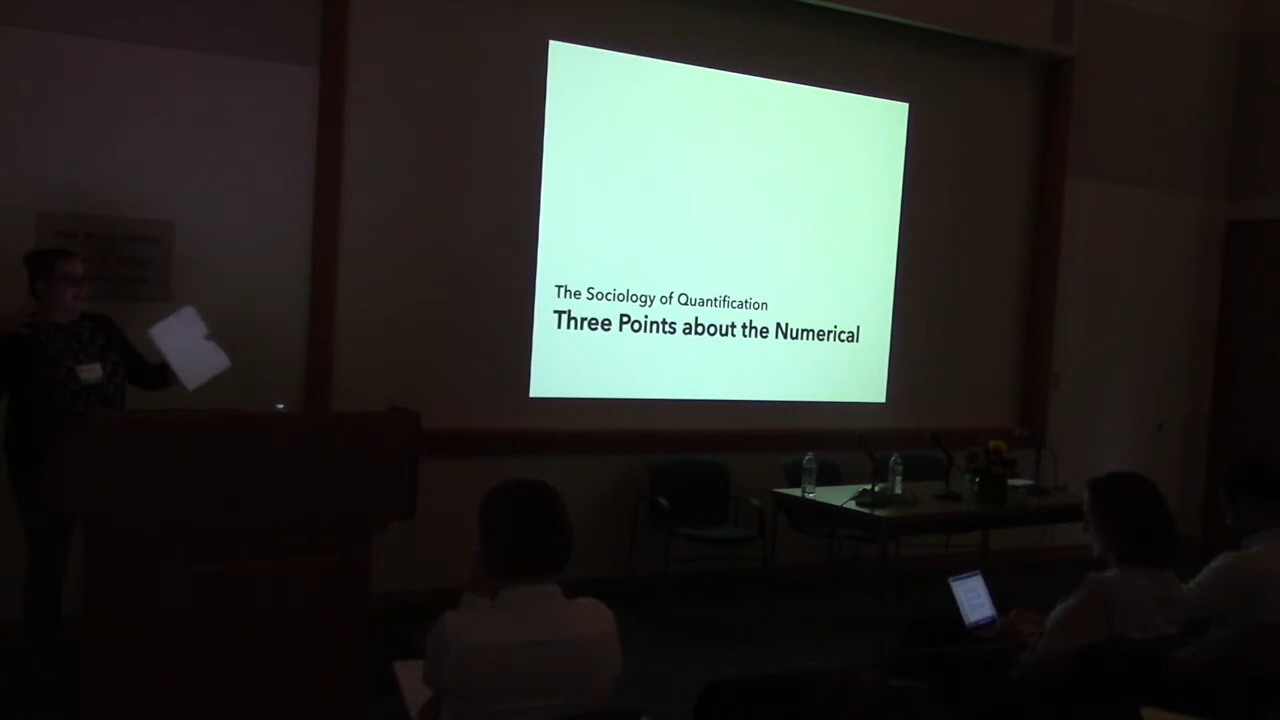 The Sociology of Quantification
Three Points about the Numerical